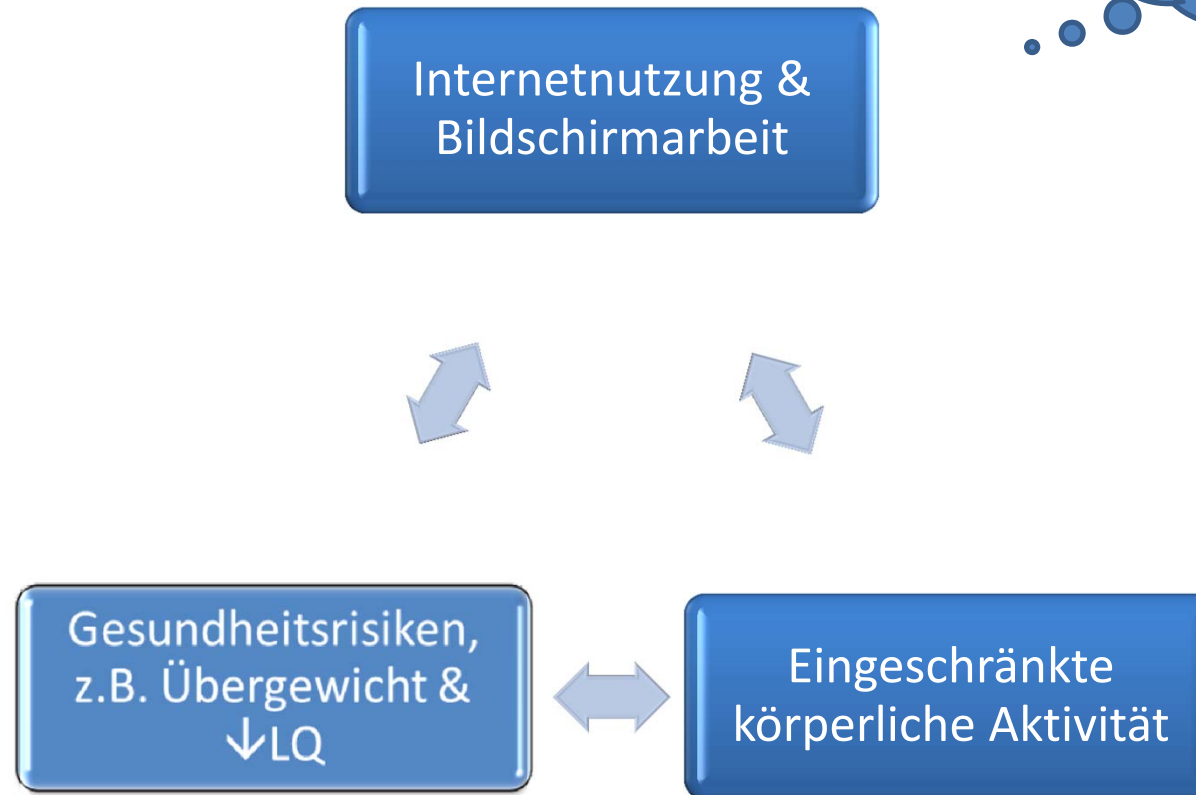 Internetnutzung &
Bildschirmarbeit
Gesundheitsrisiken,
z.B. Übergewicht &
↓LQ
Eingeschränkte
körperliche Aktivität